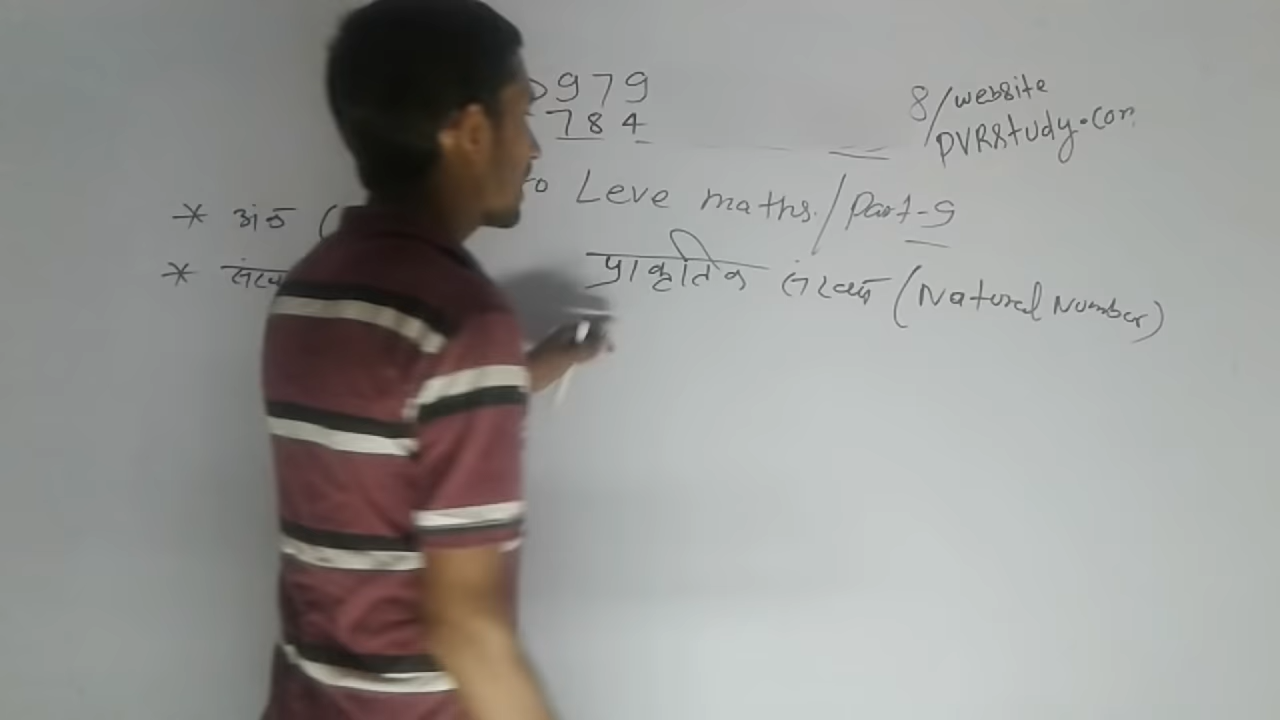 979
784
8/website
PVRStudy.com
Leve maths / Part-9
* अंक (
* संख्य
प्राकृतिक संख्या (Natural Number)